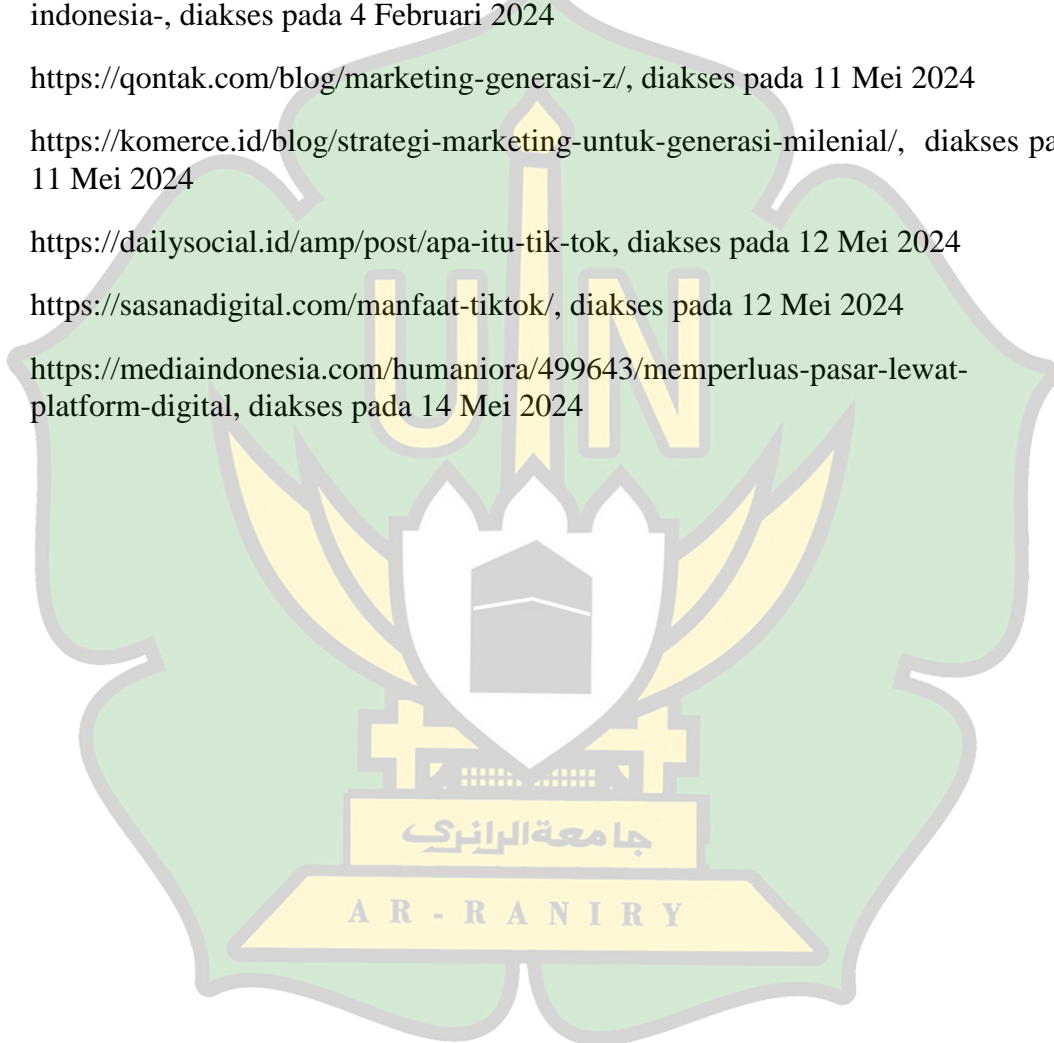 indonesia-, diakses pada 4 Februari 2024
https://qontak.com/blog/marketing-generasi-z/, diakses pada 11 Mei 2024
https://komerce.id/blog/strategi-marketing-untuk-generasi-milenial/, diakses pa
11 Mei 2024
https://dailysocial.id/amp/post/apa-itu-tik-tok, diakses pada 12 Mei 2024
https://sasanadigital.com/manfaat-tiktok/, diakses pada 12 Mei 2024
https://mediaindonesia.com/humaniora/499643/memperluas-pasar-lewat-
platform-digital, diakses pada 14 Mei 2024
UIN
جامعةالرانري
AR-RANIRY